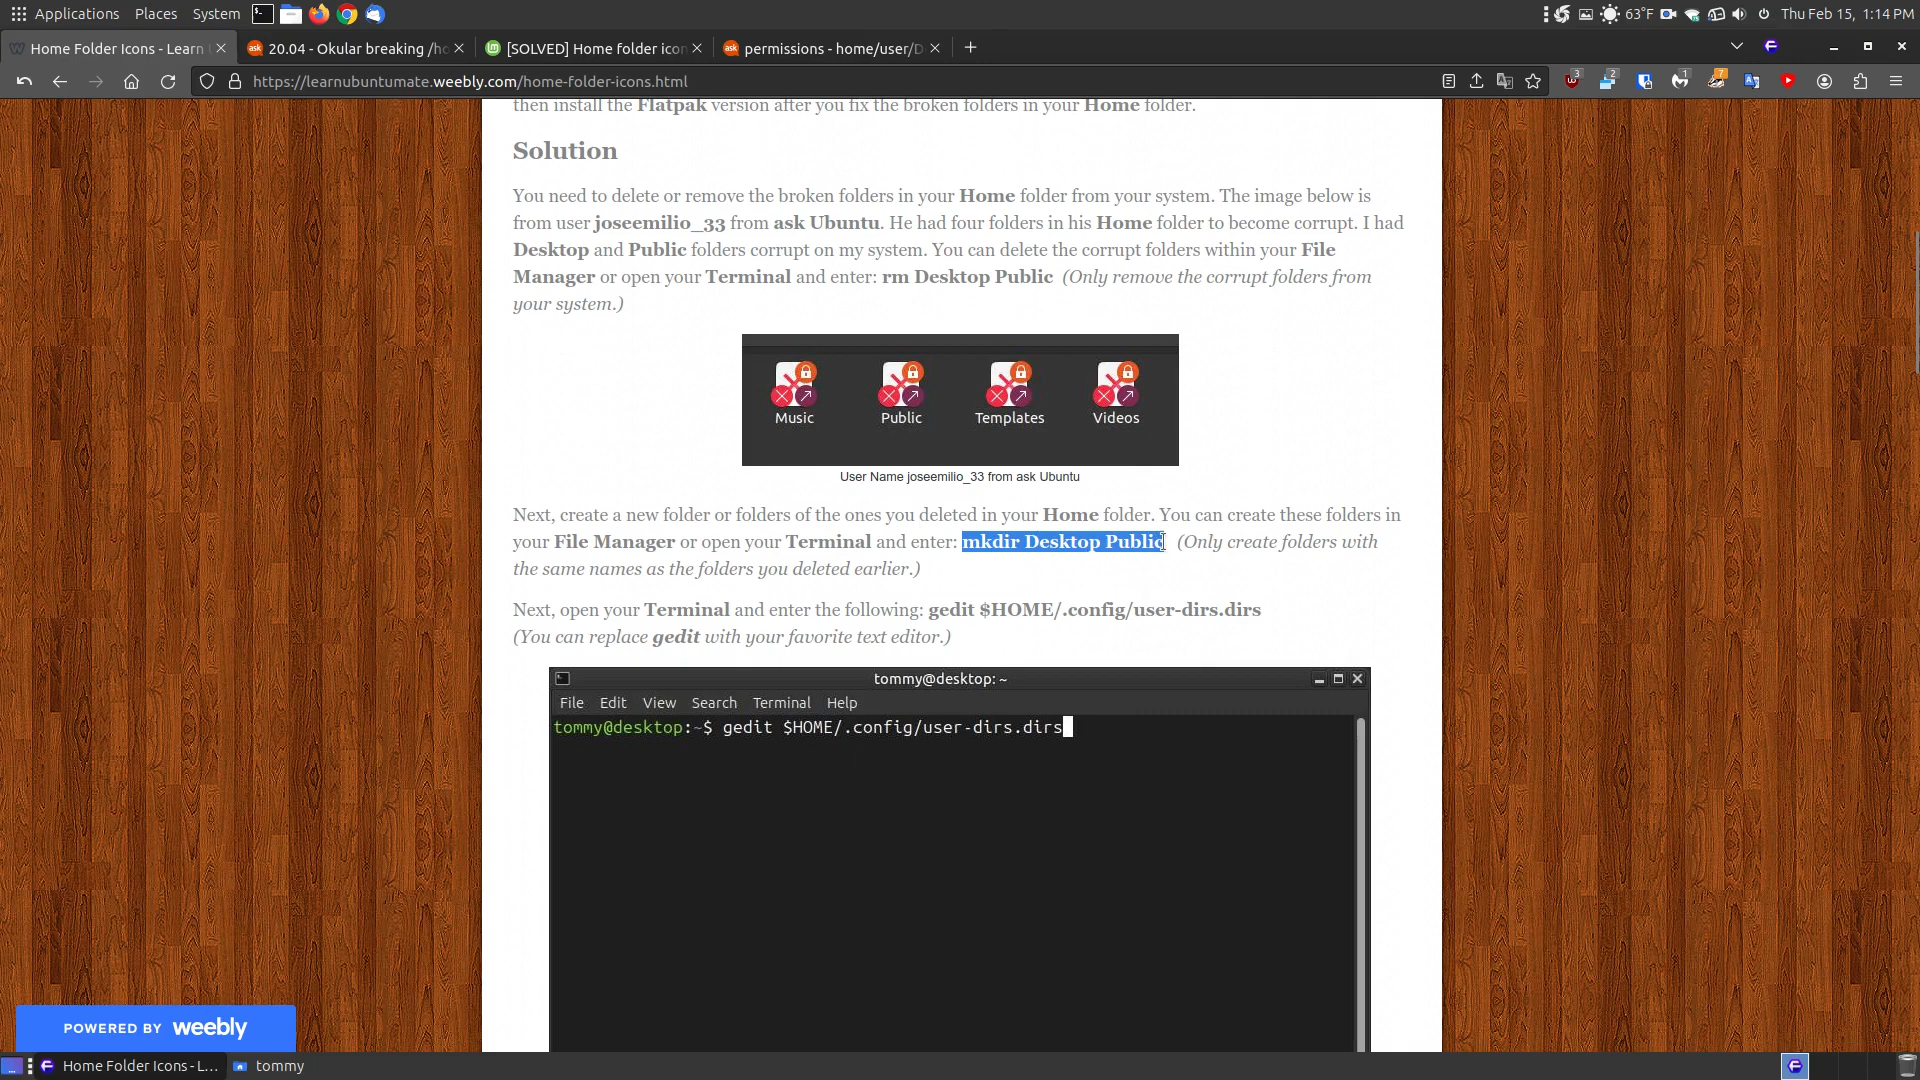 Applications Places System 63°F Thu Feb 15, 1:14 PM
Home Folder Icons - Learn
20.04 - Okular breaking /ho
[SOLVED] Home folder icon
permissions - home/user/D
https://learnubuntumate.weebly.com/home-folder-icons.html
3 2 1 7
then install the Flatpak version after you fix the broken folders in your Home folder.
Solution
You need to delete or remove the broken folders in your Home folder from your system. The image below is
from user joseemilio_33 from ask Ubuntu. He had four folders in his Home folder to become corrupt. I had
Desktop and Public folders corrupt on my system. You can delete the corrupt folders within your File
Manager or open your Terminal and enter: rm Desktop Public (Only remove the corrupt folders from
your system.)
Music Public Templates Videos
User Name joseemilio_33 from ask Ubuntu
Next, create a new folder or folders of the ones you deleted in your Home folder. You can create these folders in
your File Manager or open your Terminal and enter: mkdir Desktop Public (Only create folders with
the same names as the folders you deleted earlier.)
Next, open your Terminal and enter the following: gedit $HOME/.config/user-dirs.dirs
(You can replace gedit with your favorite text editor.)
tommy@desktop: ~
File Edit View Search Terminal Help
tommy@desktop:~$ gedit $HOME/.config/user-dirs.dirs
POWERED BY weebly
Home Folder Icons - L...
tommy